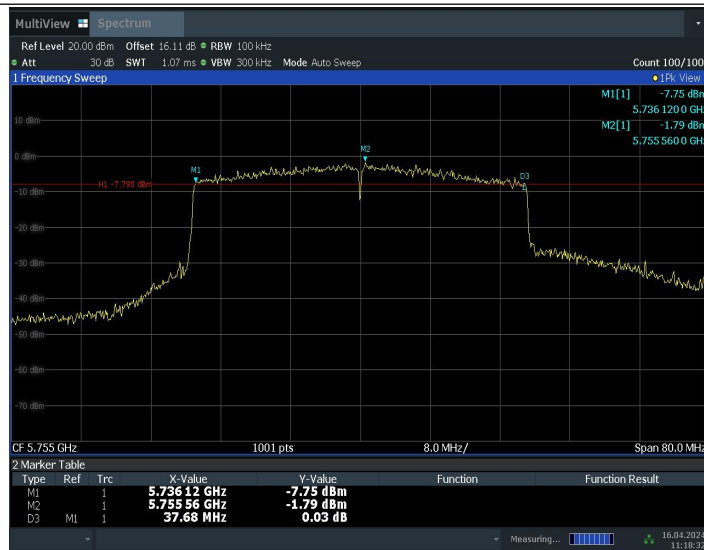 MultiView Spectrum
Ref Level 20.00 dBm Offset 16.11 dB RBW 100 kHz
Att 30 dB SWT 1.07 ms VBW 300 kHz Mode Auto Sweep Count 100/100
1 Frequency Sweep 1Pk View
M1[1] -7.75 dBm
5.736 120 0 GHz
10 dBm
M2[1] -1.79 dBm
5.755 560 0 GHz
M2
0 dBm
M1
D3
H1 -7.790 dBm
-10 dBm
-20 dBm
-30 dBm
-40 dBm
-50 dBm
-60 dBm
-70 dBm
CF 5.755 GHz 1001 pts 8.0 MHz/ Span 80.0 MHz
2 Marker Table
Type Ref Trc X-Value Y-Value Function Function Result
M1 1 5.736 12 GHz -7.75 dBm
M2 1 5.755 56 GHz -1.79 dBm
D3 M1 1 37.68 MHz 0.03 dB
Measuring... 16.04.2024
11:18:32